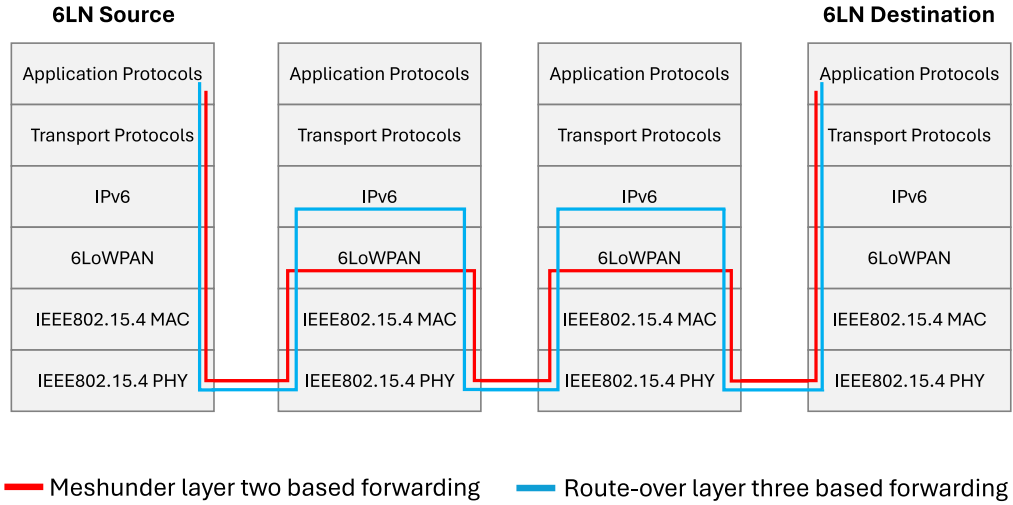 6LN Source
6LN Destination
Application Protocols
Application Protocols
Application Protocols
Application Protocols
Transport Protocols
Transport Protocols
Transport Protocols
Transport Protocols
IPv6
IPv6
IPv6
IPv6
6LoWPAN
6LoWPAN
6LoWPAN
6LoWPAN
IEEE802.15.4 MAC
IEEE802.15.4 MAC
IEEE802.15.4 MAC
IEEE802.15.4 MAC
IEEE802.15.4 PHY
IEEE802.15.4 PHY
IEEE802.15.4 PHY
IEEE802.15.4 PHY
Meshunder layer two based forwarding
Route-over layer three based forwarding